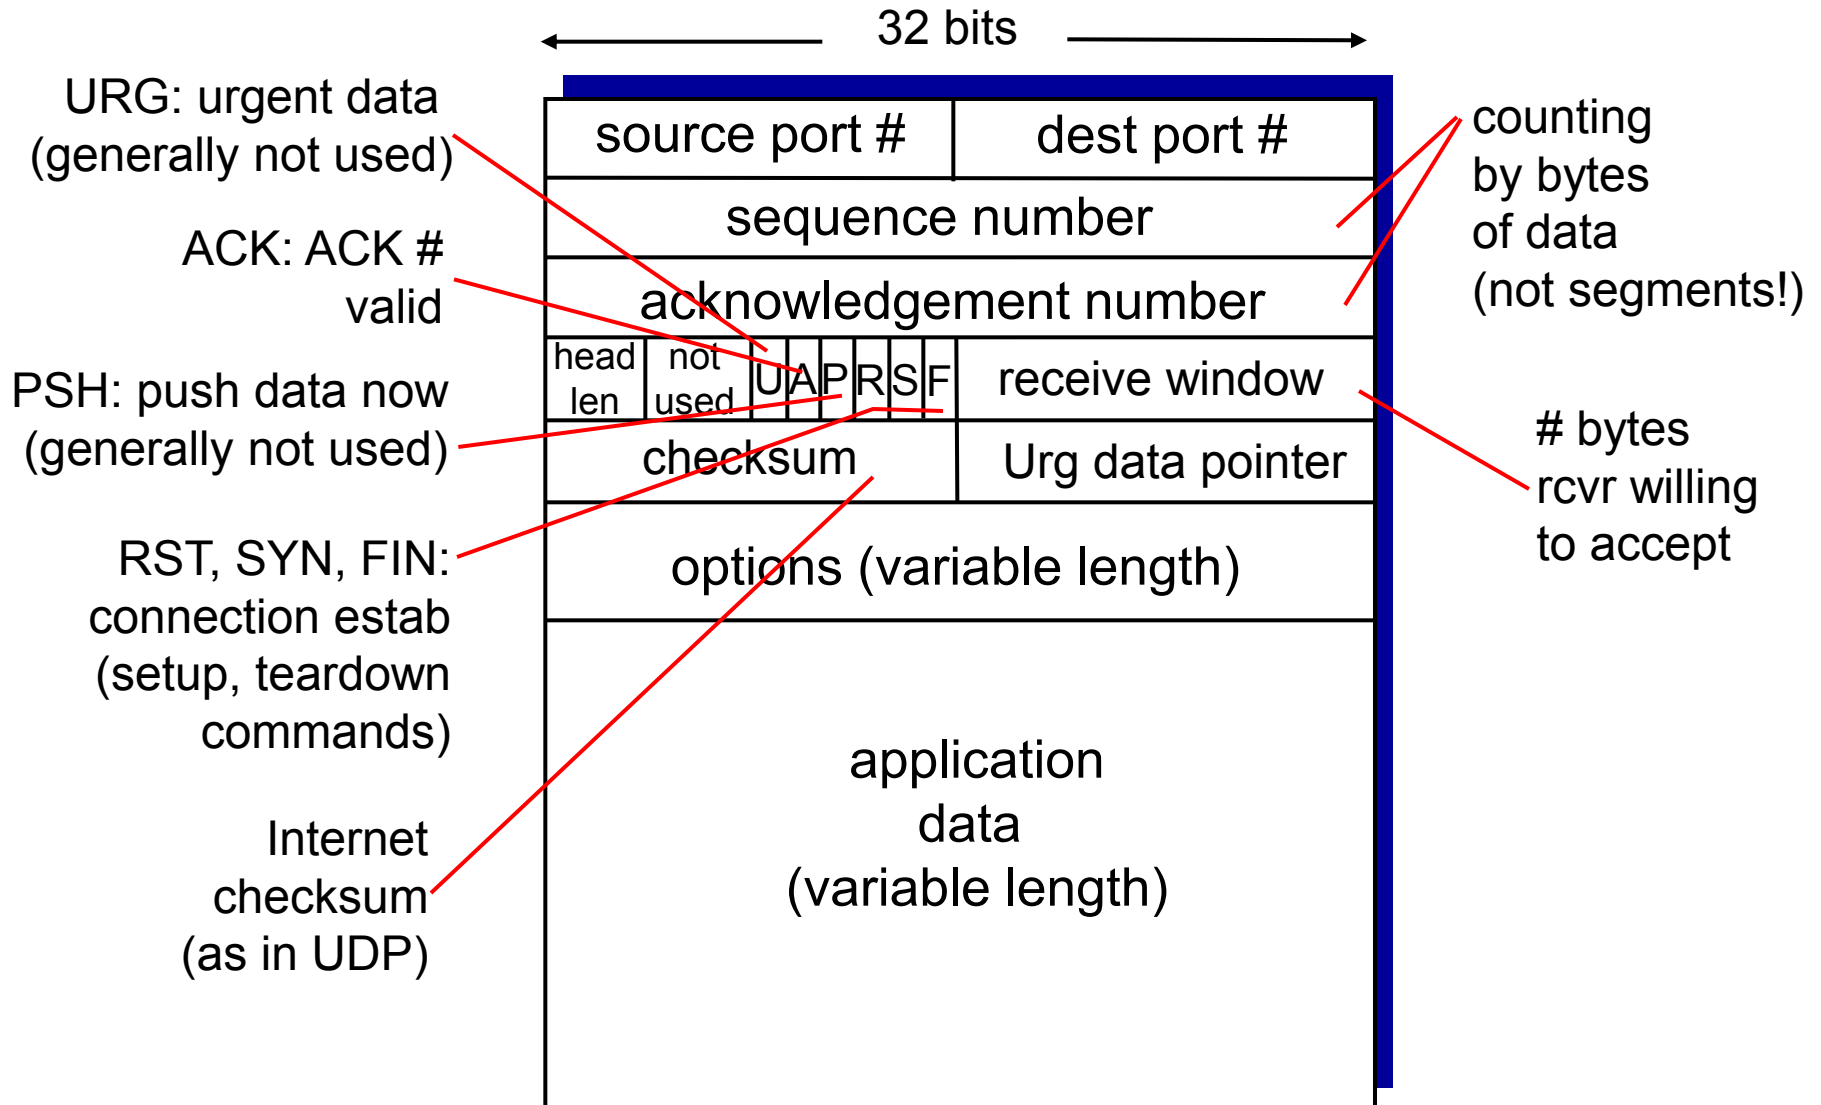 32 bits
URG: urgent data
(generally not used)
ACK: ACK #
valid
PSH: push data now
(generally not used)
RST, SYN, FIN:
connection estab
(setup, teardown
commands)
Internet
checksum
(as in UDP)
source port #
dest port #
sequence number
acknowledgement number
head
len
not
used
U
A
P
R
S
F
receive window
checksum
Urg data pointer
options (variable length)
application
data
(variable length)
counting
by bytes
of data
(not segments!)
# bytes
rcvr willing
to accept